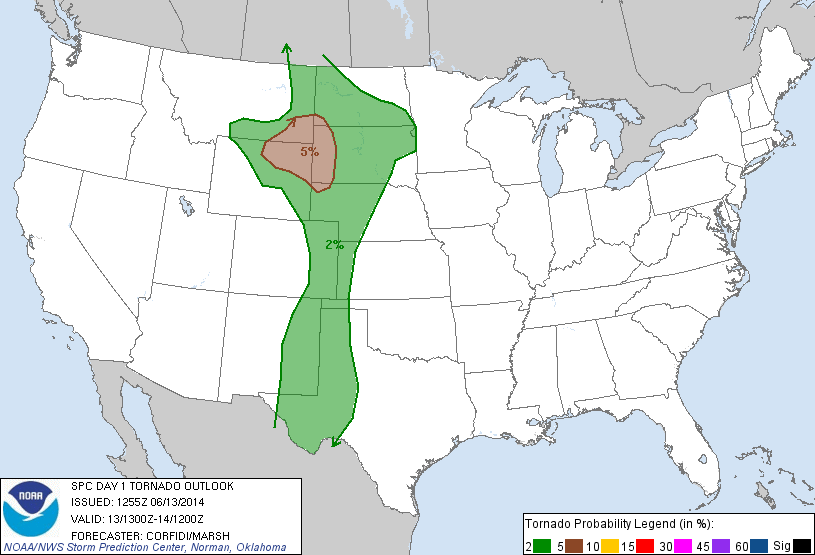 5%
2%
NOAA
SPC DAY 1 TORNADO OUTLOOK
ISSUED: 1255Z 06/13/2014
VALID: 13/1300Z-14/1200Z
FORECASTER: CORFIDI/MARSH
NOAA/NWS Storm Prediction Center, Norman, Oklahoma
Tornado Probability Legend (in %):
2 5 10 15 30 45 60 Sig